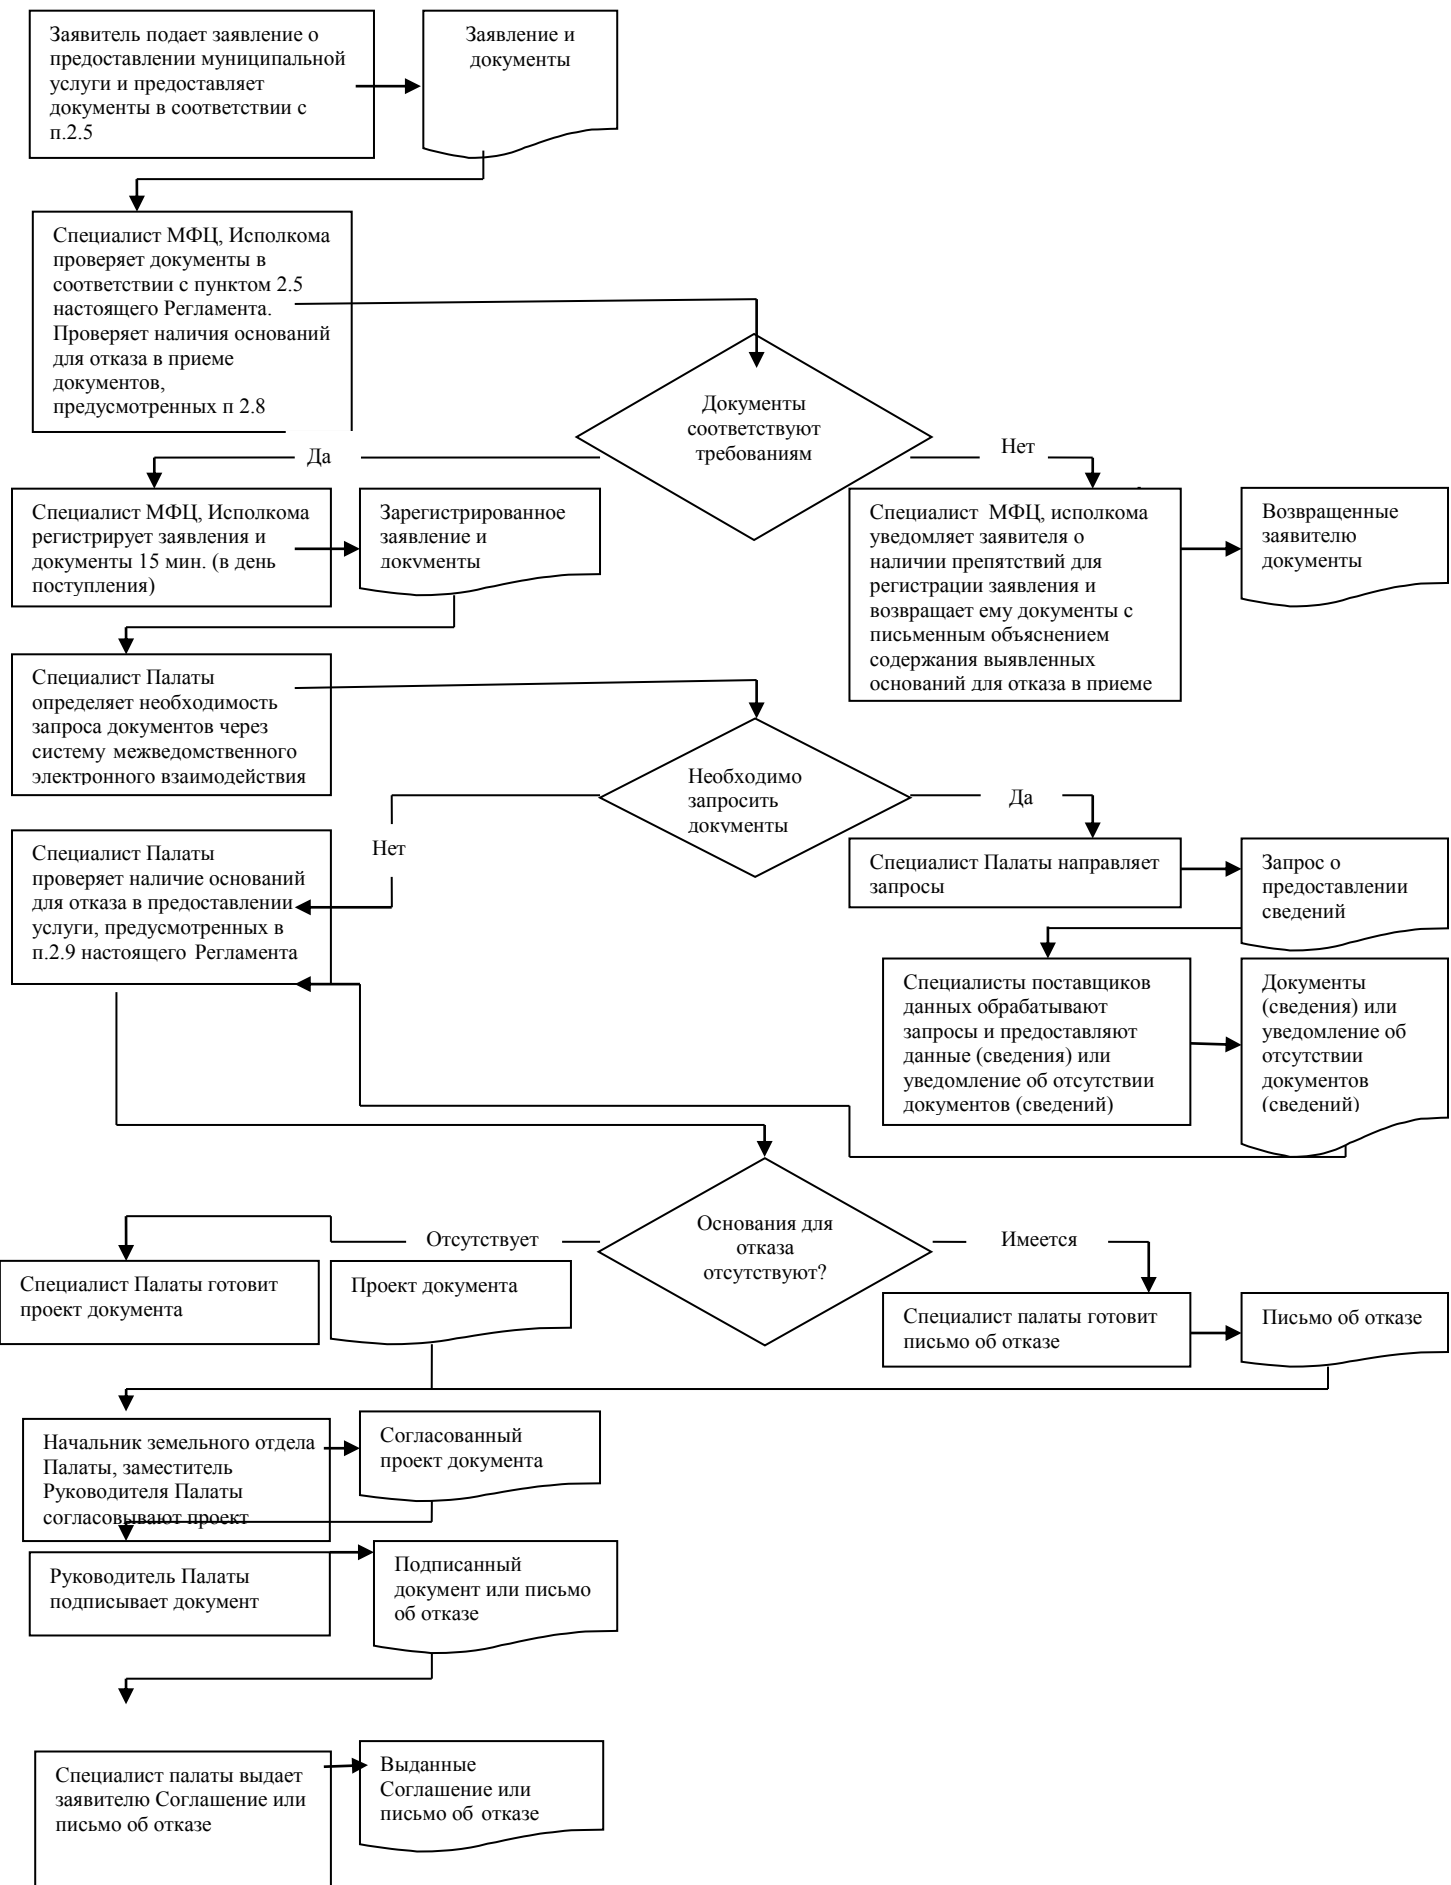 Заявитель подает заявление о
предоставлении муниципальной
услуги и предоставляет
документы в соответствии с
п.2.5
Заявление и
документы
Специалист МФЦ, Исполкома
проверяет документы в
соответствии с пунктом 2.5
настоящего Регламента.
Проверяет наличия оснований
для отказа в приеме
документов,
предусмотренных п 2.8
Документы
соответствуют
требованиям
Да
Нет
Специалист МФЦ, Исполкома
регистрирует заявления и
документы 15 мин. (в день
поступления)
Зарегистрированное
заявление и
документы
Специалист МФЦ, исполкома
уведомляет заявителя о
наличии препятствий для
регистрации заявления и
возвращает ему документы с
письменным объяснением
содержания выявленных
оснований для отказа в приеме
Возвращенные
заявителю
документы
Специалист Палаты
определяет необходимость
запроса документов через
систему межведомственного
электронного взаимодействия
Необходимо
запросить
документы
Нет
Да
Специалист Палаты
проверяет наличие оснований
для отказа в предоставлении
услуги, предусмотренных в
п.2.9 настоящего Регламента
Специалист Палаты направляет
запросы
Запрос о
предоставлении
сведений
Специалисты поставщиков
данных обрабатывают
запросы и предоставляют
данные (сведения) или
уведомление об отсутствии
документов (сведений)
Документы
(сведения) или
уведомление об
отсутствии
документов
(сведений)
Основания для
отказа
отсутствуют?
Отсутствует
Имеется
Специалист Палаты готовит
проект документа
Проект документа
Специалист палаты готовит
письмо об отказе
Письмо об отказе
Начальник земельного отдела
Палаты, заместитель
Руководителя Палаты
согласовывают проект
Согласованный
проект документа
Руководитель Палаты
подписывает документ
Подписанный
документ или письмо
об отказе
Специалист палаты выдает
заявителю Соглашение или
письмо об отказе
Выданные
Соглашение или
письмо об отказе